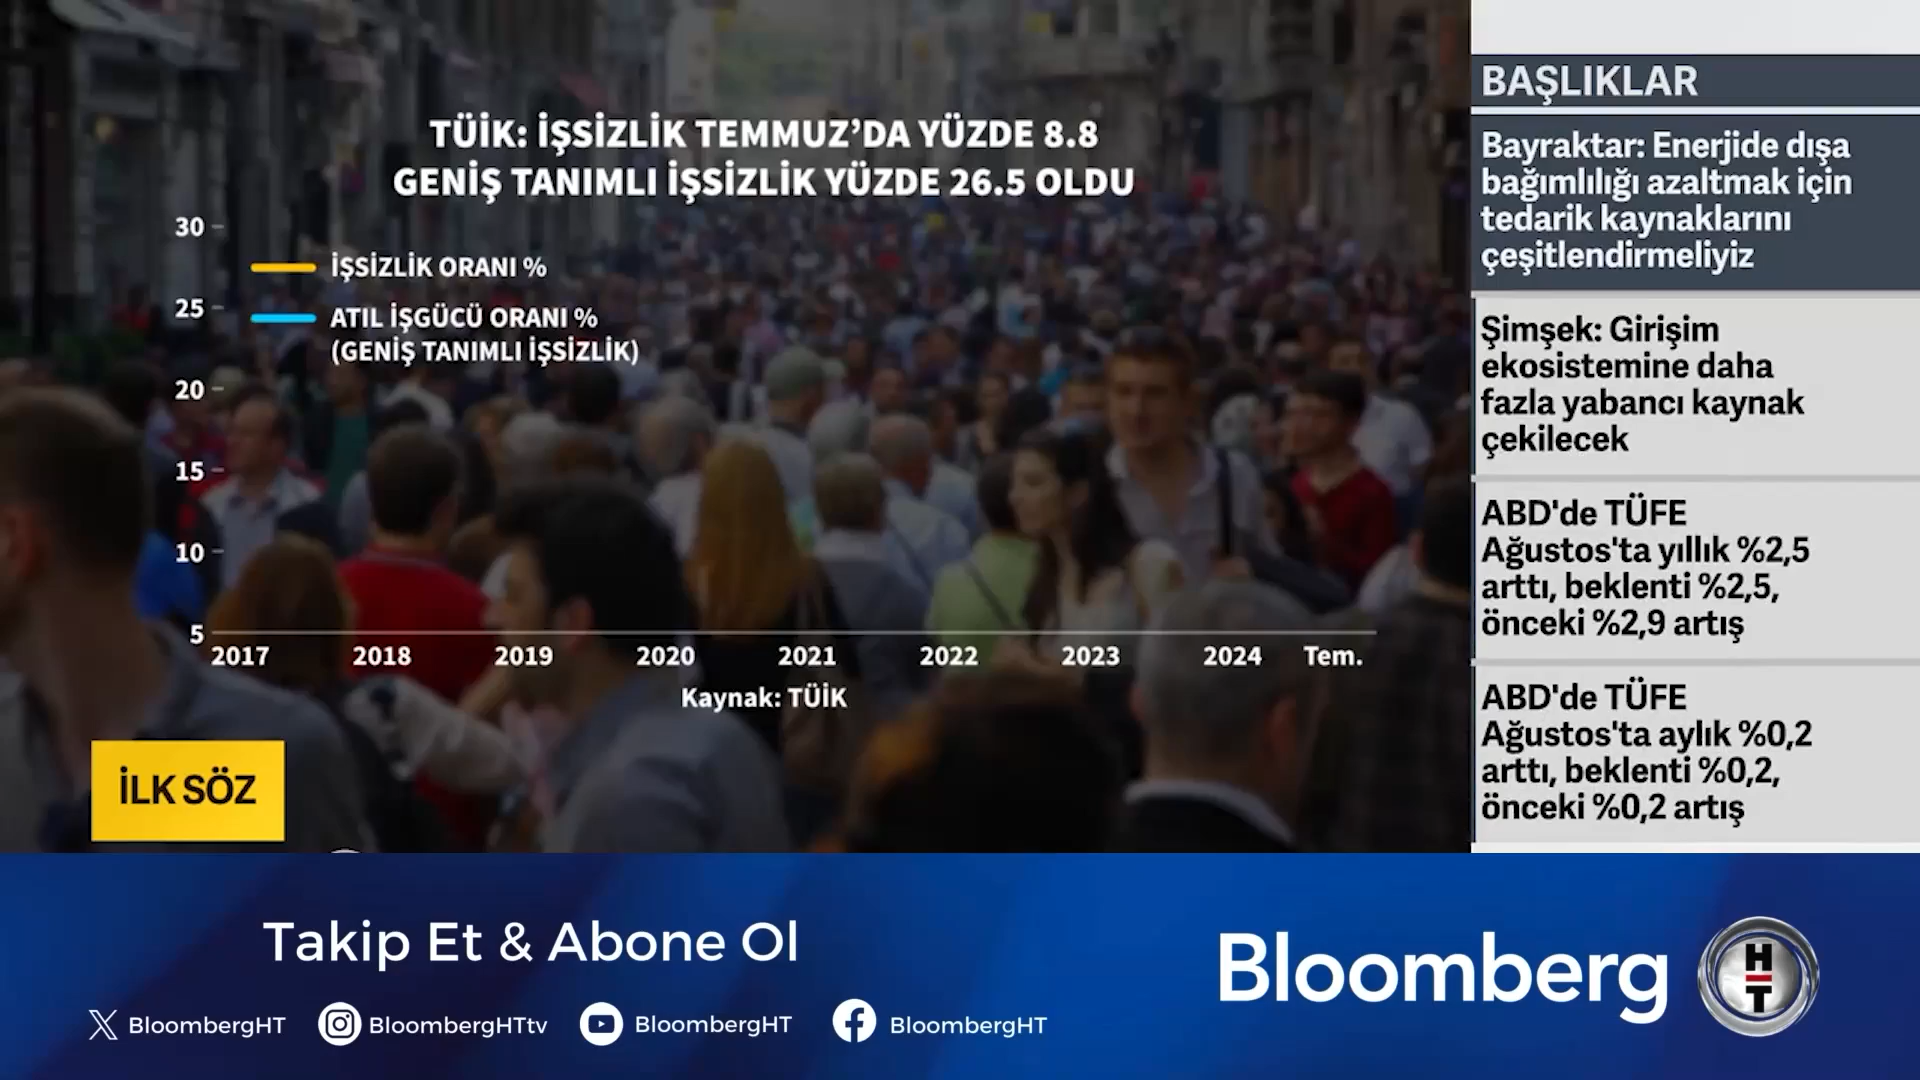 TÜİK: İŞSİZLİK TEMMUZ’DA YÜZDE 8.8
GENİŞ TANIMLI İŞSİZLİK YÜZDE 26.5 OLDU
30
İŞSİZLİK ORANI %
25
ATIL İŞGÜCÜ ORANI %
(GENİŞ TANIMLI İŞSİZLİK)
20
15
10
5
2017 2018 2019 2020 2021 2022 2023 2024 Tem.
Kaynak: TÜİK
İLK SÖZ
BAŞLIKLAR
Bayraktar: Enerjide dışa
bağımlılığı azaltmak için
tedarik kaynaklarını
çeşitlendirmeliyiz
Şimşek: Girişim
ekosistemine daha
fazla yabancı kaynak
çekilecek
ABD'de TÜFE
Ağustos'ta yıllık %2,5
arttı, beklenti %2,5,
önceki %2,9 artış
ABD'de TÜFE
Ağustos'ta aylık %0,2
arttı, beklenti %0,2,
önceki %0,2 artış
Takip Et & Abone Ol
BloombergHT BloombergHTtv BloombergHT BloombergHT
Bloomberg HT